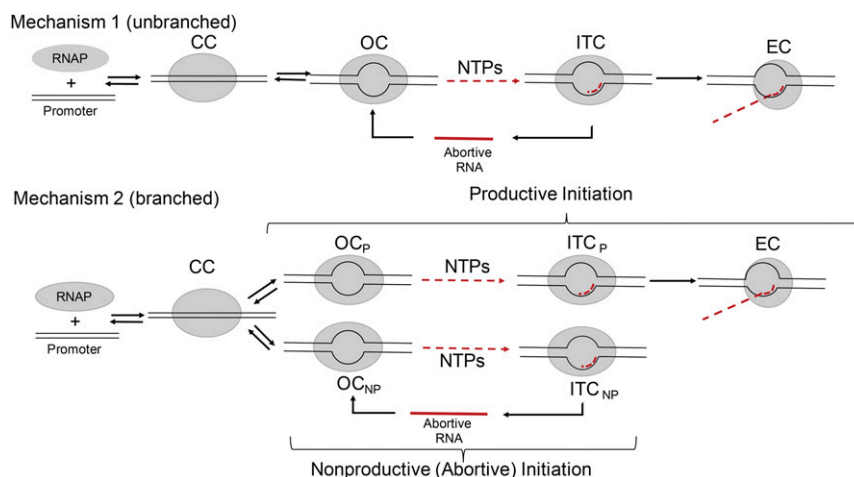 Mechanism 1 (unbranched)
RNAP
+
Promoter
CC
OC
NTPs
ITC
EC
Abortive
RNA
Mechanism 2 (branched)
Productive Initiation
RNAP
+
Promoter
CC
OCP
NTPs
ITCP
EC
OCNP
NTPs
ITCNP
Abortive
RNA
Nonproductive (Abortive) Initiation